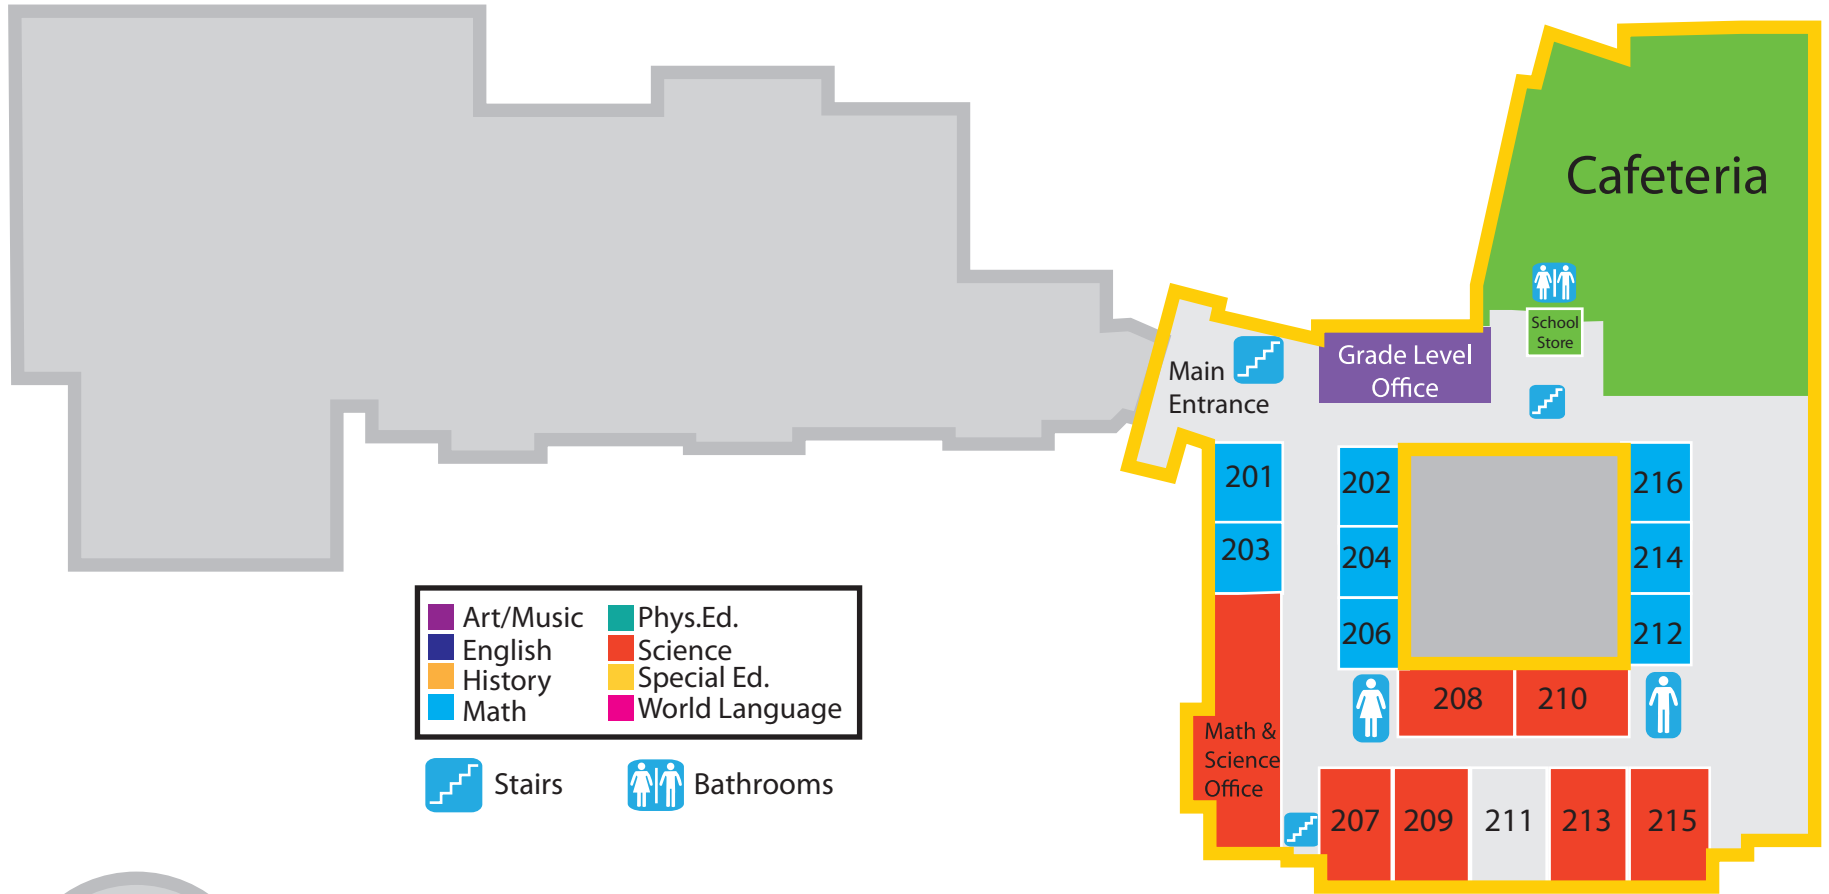 Cafeteria
School
Store
Grade Level
Office
Main
Entrance
201
202
216
203
204
214
206
212
208
210
Math &
Science
Office
207
209
211
213
215
Art/Music
English
History
Math
Phys.Ed.
Science
Special Ed.
World Language
Stairs
Bathrooms